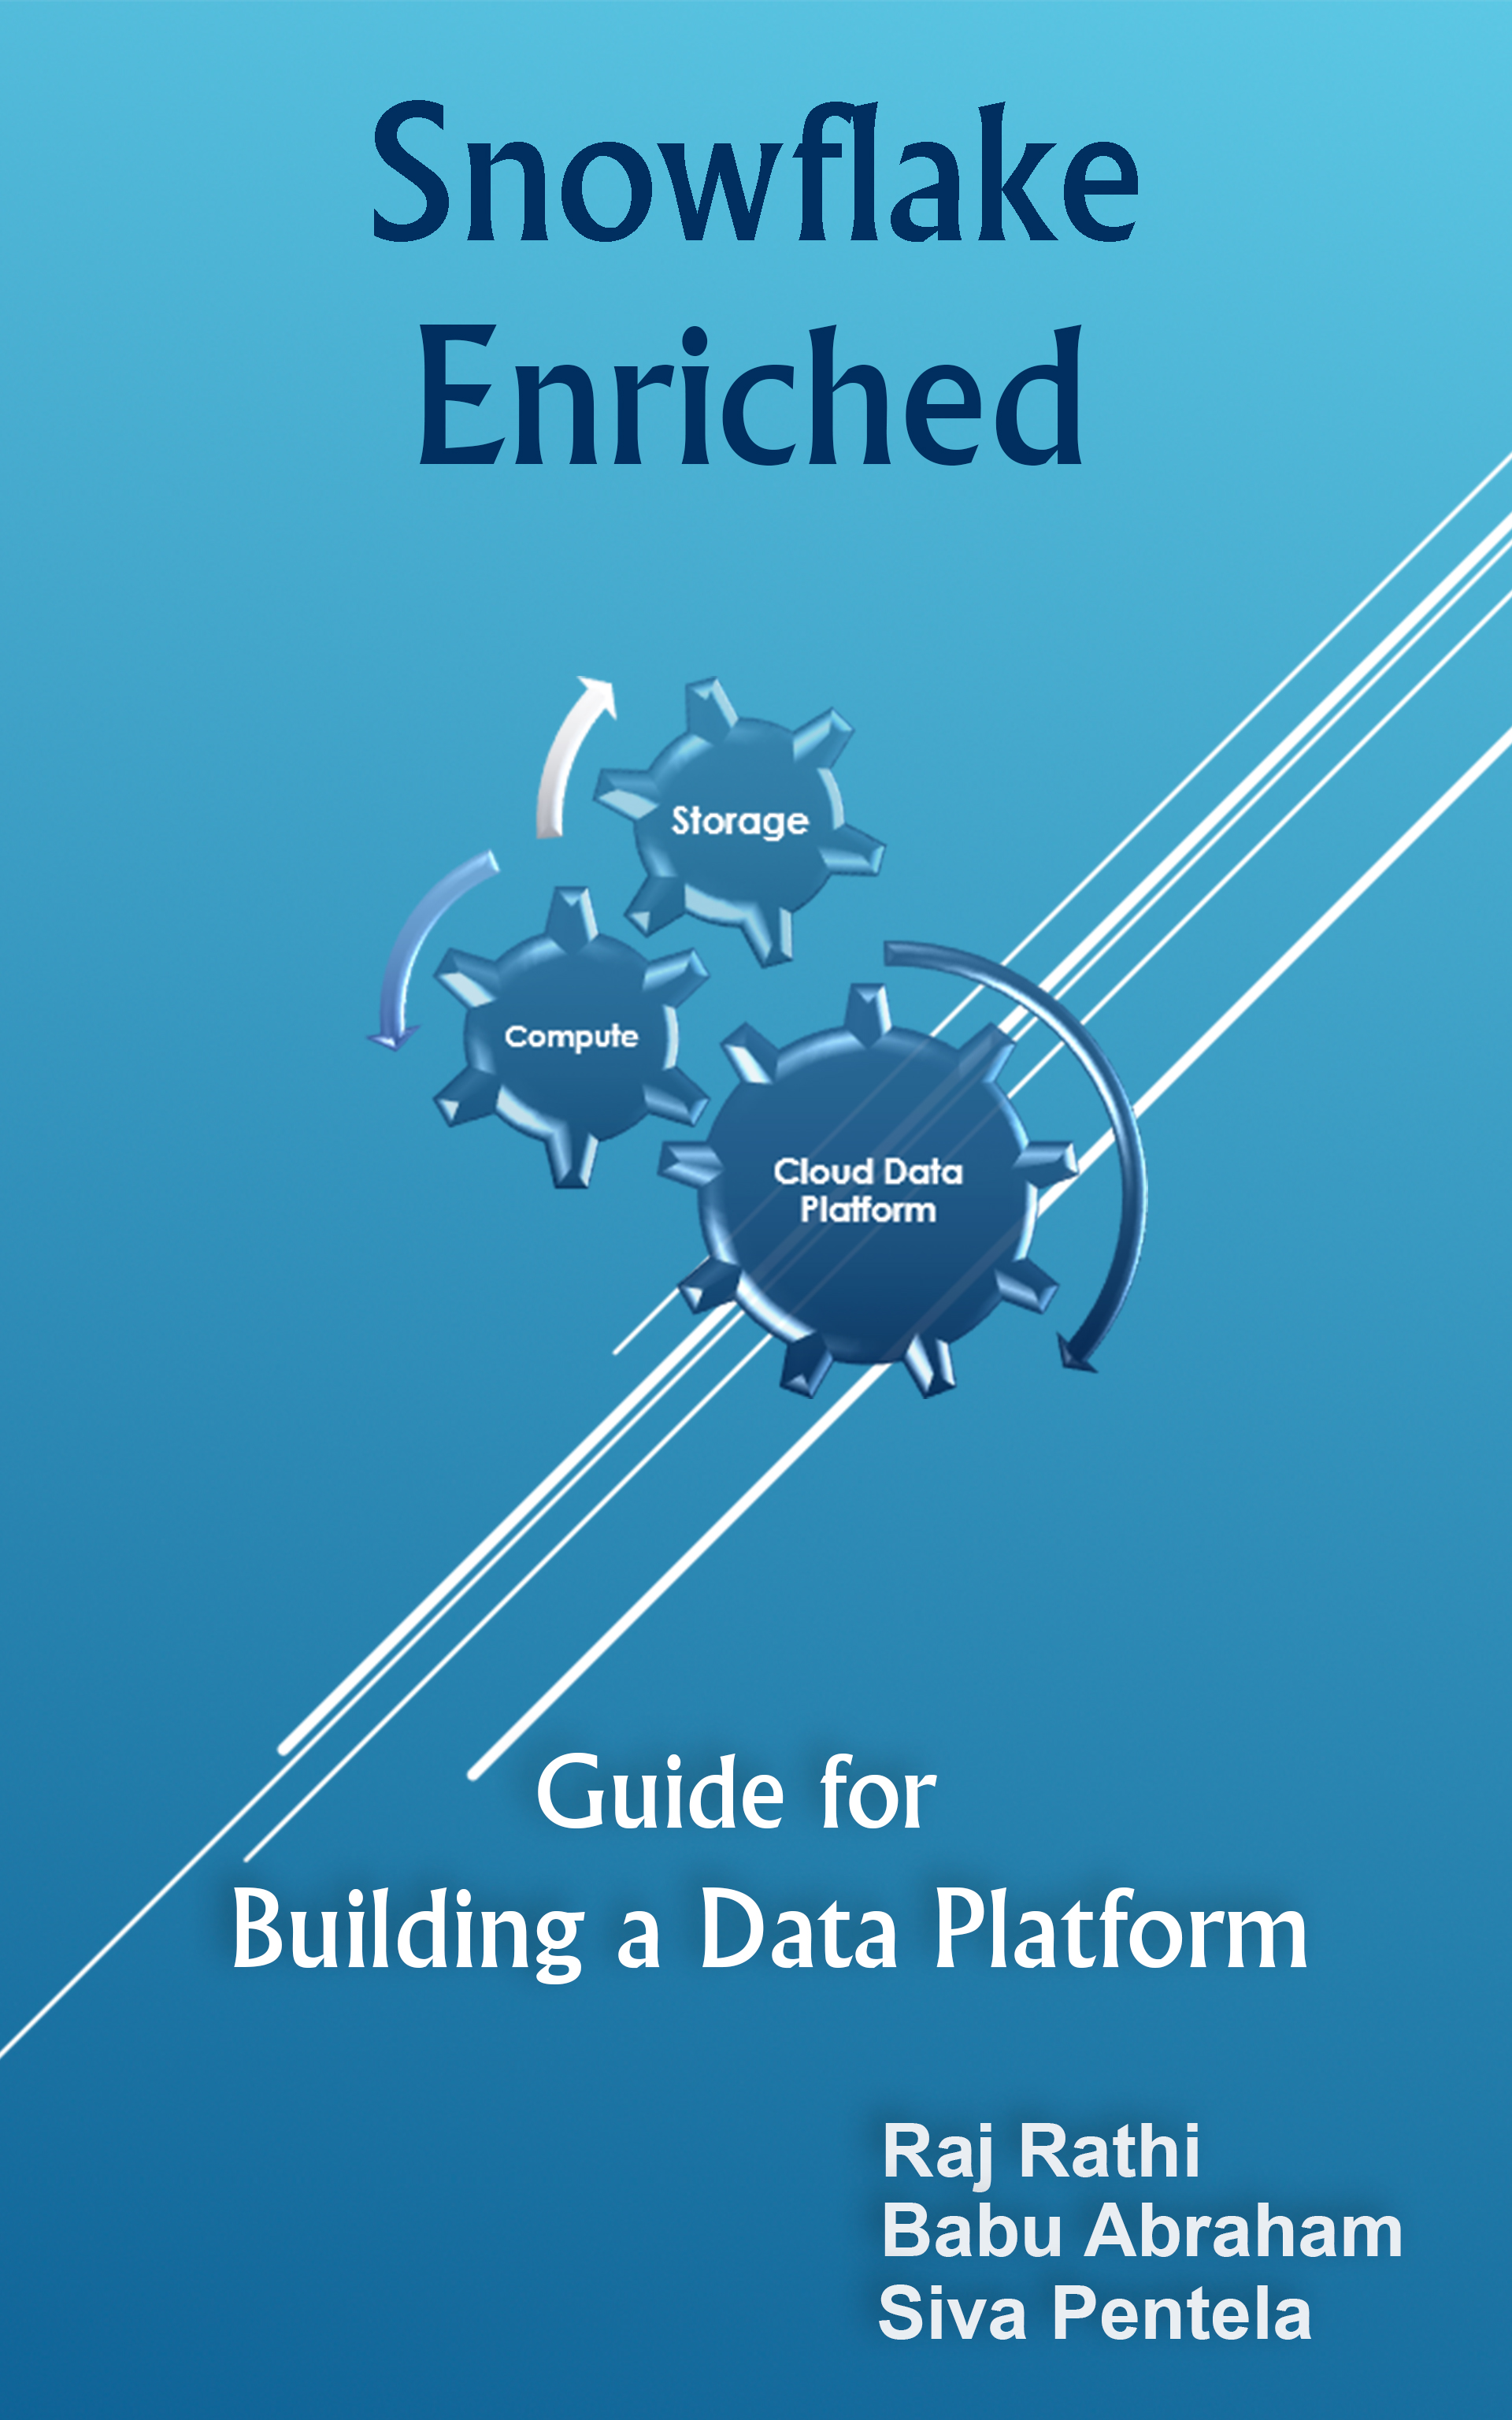 Snowflake
Enriched
Storage
Compute
Cloud Data
Platform
Guide for
Building a Data Platform
Raj Rathi
Babu Abraham
Siva Pentela